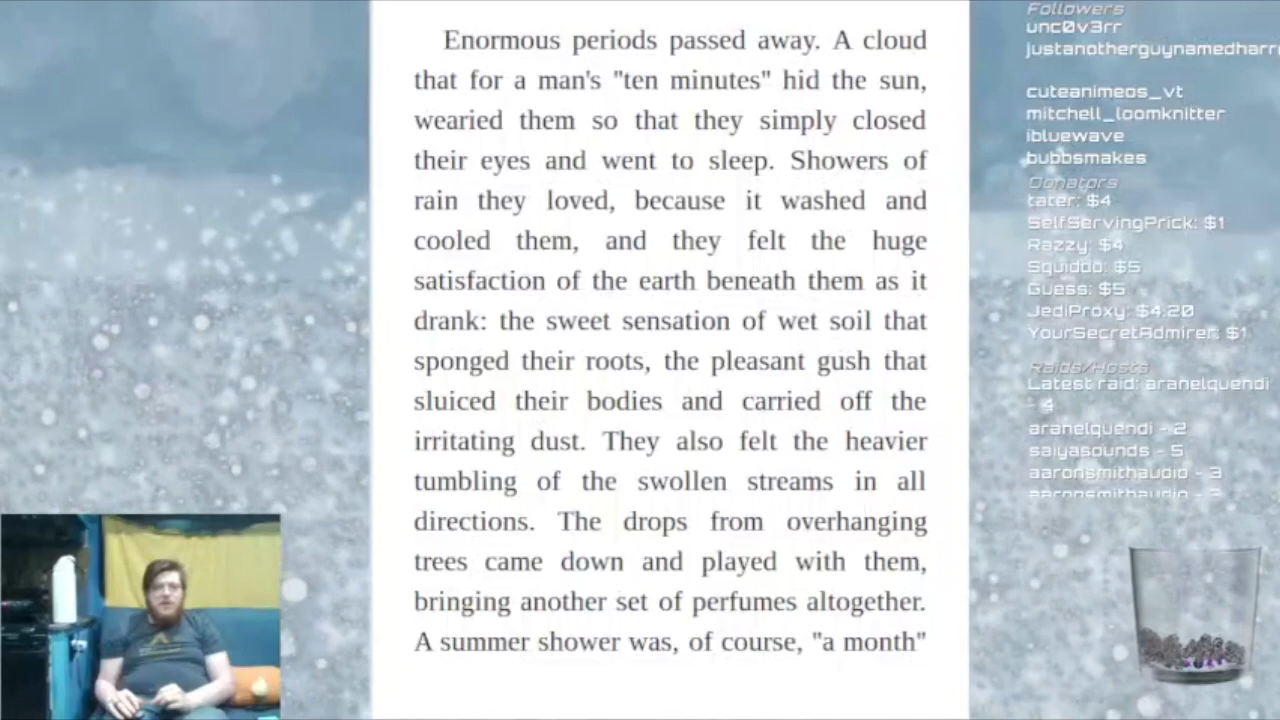 Enormous periods passed away. A cloud
that for a man's "ten minutes" hid the sun,
wearied them so that they simply closed
their eyes and went to sleep. Showers of
rain they loved, because it washed and
cooled them, and they felt the huge
satisfaction of the earth beneath them as it
drank: the sweet sensation of wet soil that
sponged their roots, the pleasant gush that
sluiced their bodies and carried off the
irritating dust. They also felt the heavier
tumbling of the swollen streams in all
directions. The drops from overhanging
trees came down and played with them,
bringing another set of perfumes altogether.
A summer shower was, of course, "a month"
Followers
unc0v3rr
justanotherguynamedharr
cuteanimeos_vt
mitchell_loomknitter
ibluewave
bubbsmakes
Donators
tater: $4
SelfServingPrick: $1
Razzy: $4
Squiddo: $5
Guess: $5
JediProxy: $4.20
YourSecretAdmirer: $1
Raids/Hosts
Latest raid: aranelquendi
- 4
aranelquendi - 2
saiyasounds - 5
aaronsmithaudio - 3
aaronsmithaudio - 3